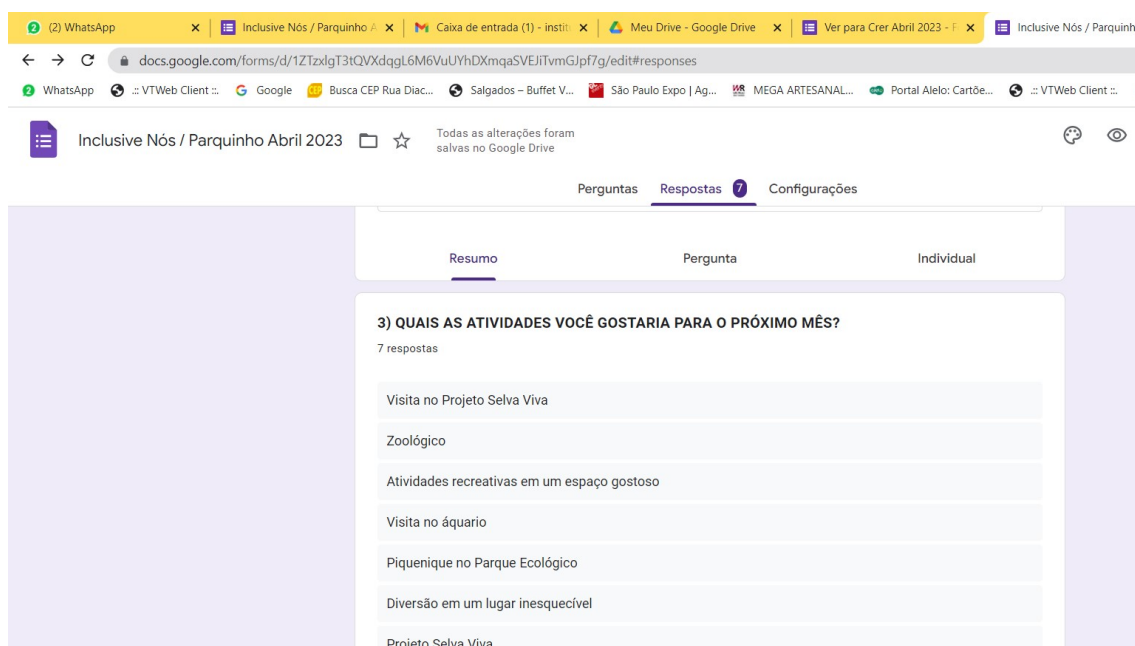 (2) WhatsApp
Inclusive Nós / Parquinho A
Caixa de entrada (1) - institu
Meu Drive - Google Drive
Ver para Crer Abril 2023 - F
Inclusive Nós / Parquinh
docs.google.com/forms/d/1ZTzxlgT3tQVXdqgL6M6VuUYhDXmqaSVEJiTvmGJpf7g/edit#responses
WhatsApp
.:: VTWeb Client ::.
Google
Busca CEP Rua Diac...
Salgados – Buffet V...
São Paulo Expo | Ag...
MEGA ARTESANAL...
Portal Alelo: Cartõe...
.:: VTWeb Client ::.
Inclusive Nós / Parquinho Abril 2023
Todas as alterações foram
salvas no Google Drive
Perguntas Respostas 7 Configurações
Resumo Pergunta Individual
3) QUAIS AS ATIVIDADES VOCÊ GOSTARIA PARA O PRÓXIMO MÊS?
7 respostas
Visita no Projeto Selva Viva
Zoológico
Atividades recreativas em um espaço gostoso
Visita no áquario
Piquenique no Parque Ecológico
Diversão em um lugar inesquecível
Projeto Selva Viva